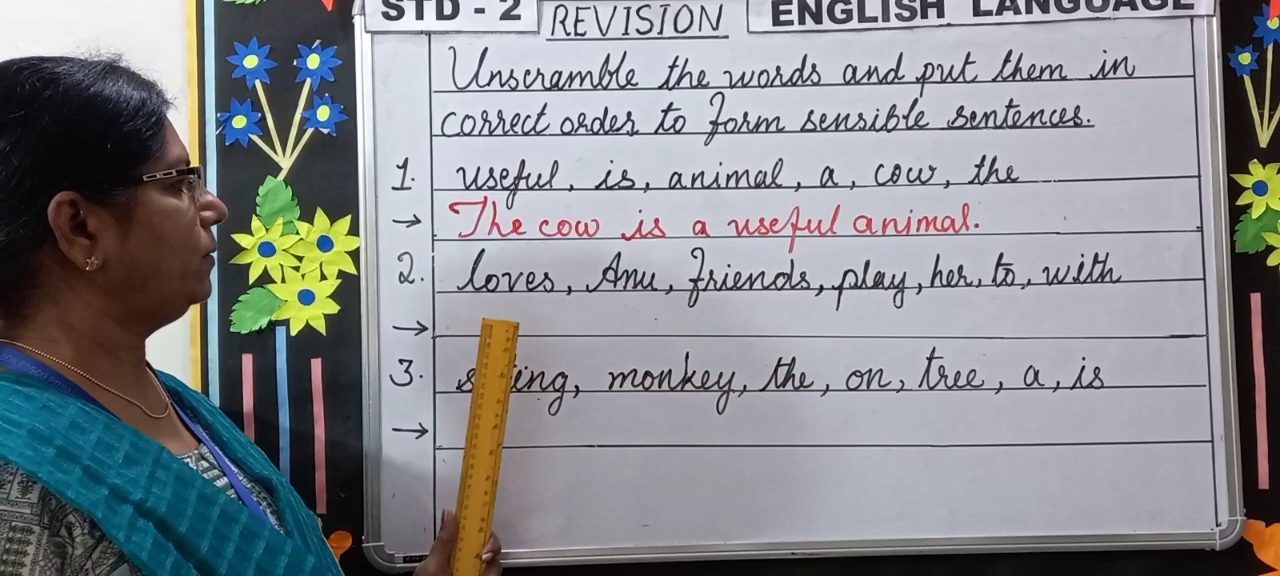 STD - 2
REVISION
ENGLISH LANGUAGE
Unscramble the words and put them in
correct order to form sensible sentences.
1. useful, is, animal, a, cow, the
→ The cow is a useful animal.
2. loves, Anu, friends, play, her, to, with
→
3. monkey, the, on, tree, a, is
→